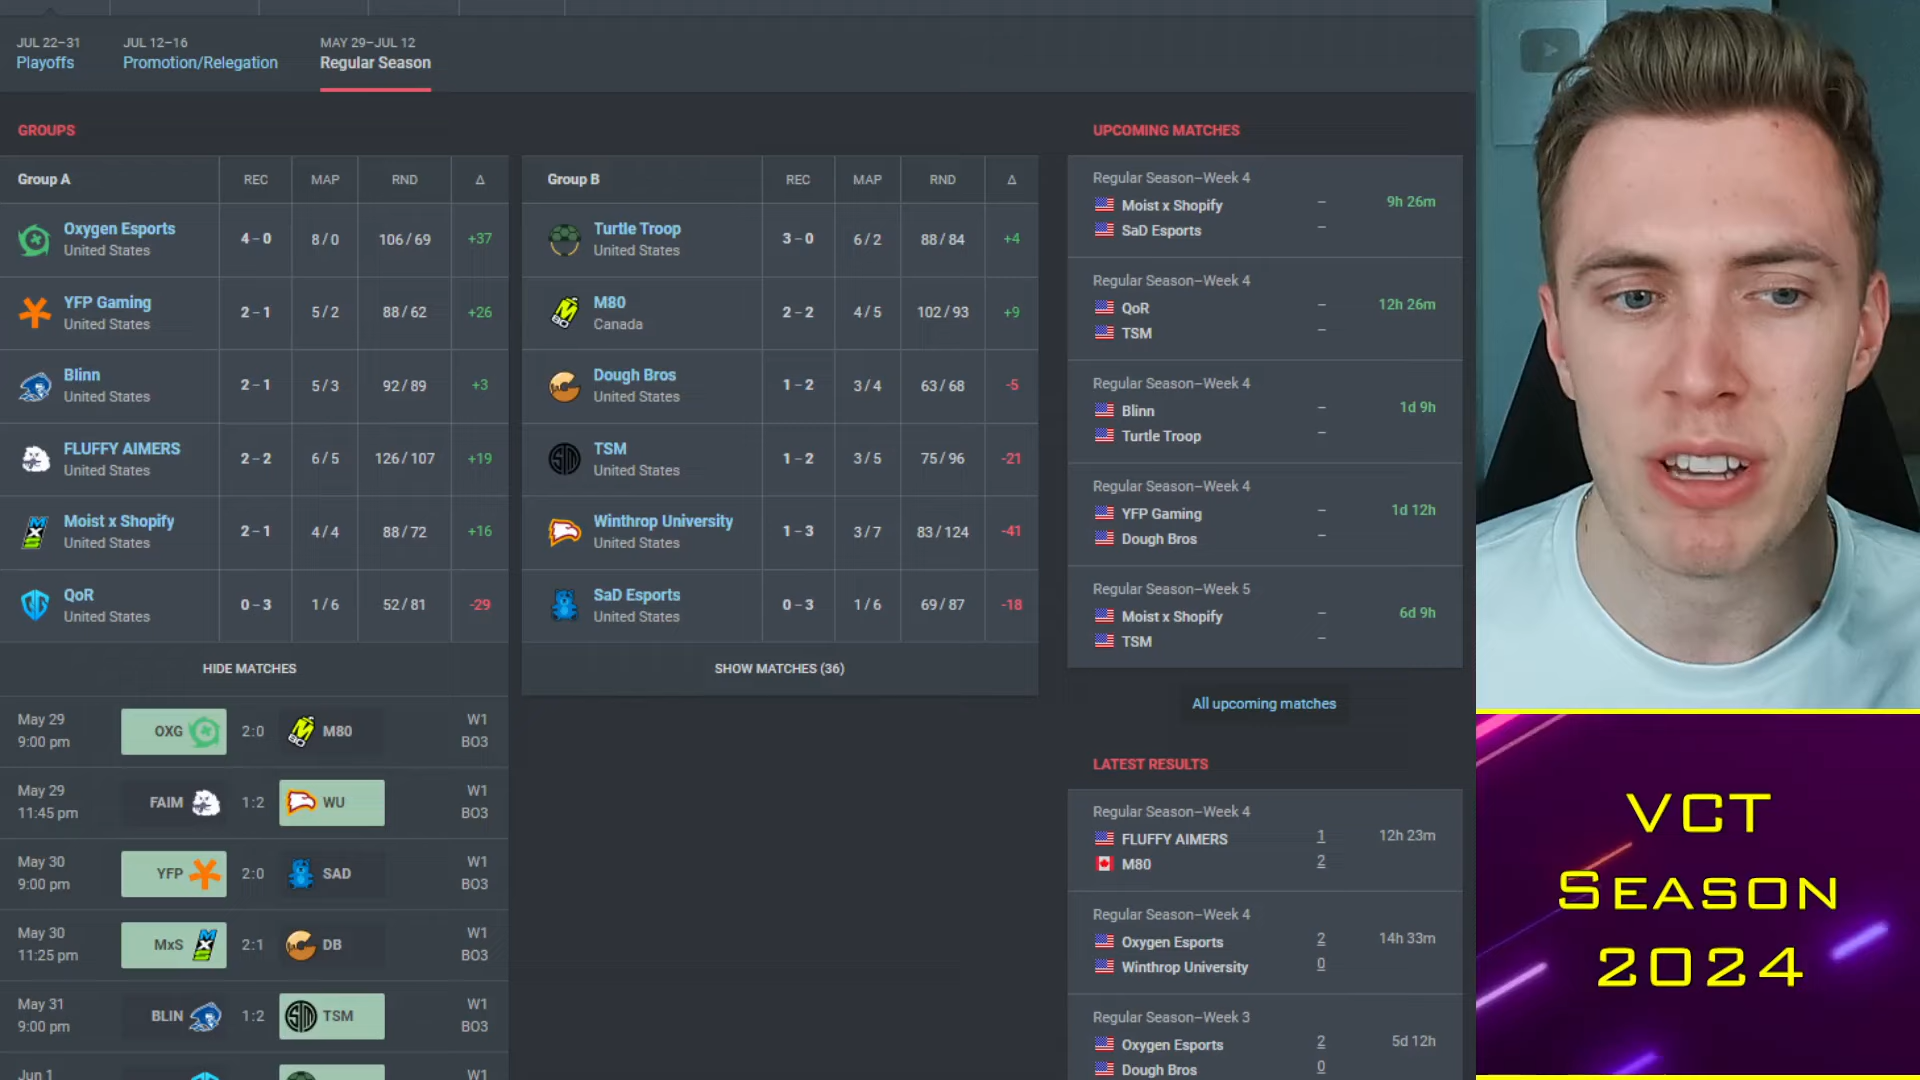 JUL 22–31
Playoffs
JUL 12–16
Promotion/Relegation
MAY 29–JUL 12
Regular Season
GROUPS
Group A REC MAP RND Δ
Oxygen Esports
United States
4–0 8/0 106/69 +37
YFP Gaming
United States
2–1 5/2 88/62 +26
Blinn
United States
2–1 5/3 92/89 +3
FLUFFY AIMERS
United States
2–2 6/5 126/107 +19
Moist x Shopify
United States
2–1 4/4 88/72 +16
QoR
United States
0–3 1/6 52/81 -29
HIDE MATCHES
May 29
9:00 pm
OXG 2:0 M80
W1
BO3
May 29
11:45 pm
FAIM 1:2 WU
W1
BO3
May 30
9:00 pm
YFP 2:0 SAD
W1
BO3
May 30
11:25 pm
MxS 2:1 DB
W1
BO3
May 31
9:00 pm
BLIN 1:2 TSM
W1
BO3
Jun 1
W1
Group B REC MAP RND Δ
Turtle Troop
United States
3–0 6/2 88/84 +4
M80
Canada
2–2 4/5 102/93 +9
Dough Bros
United States
1–2 3/4 63/68 -5
TSM
United States
1–2 3/5 75/96 -21
Winthrop University
United States
1–3 3/7 83/124 -41
SaD Esports
United States
0–3 1/6 69/87 -18
SHOW MATCHES (36)
UPCOMING MATCHES
Regular Season–Week 4
Moist x Shopify – 9h 26m
SaD Esports –
Regular Season–Week 4
QoR – 12h 26m
TSM –
Regular Season–Week 4
Blinn – 1d 9h
Turtle Troop –
Regular Season–Week 4
YFP Gaming – 1d 12h
Dough Bros –
Regular Season–Week 5
Moist x Shopify – 6d 9h
TSM –
All upcoming matches
LATEST RESULTS
Regular Season–Week 4
FLUFFY AIMERS 1 12h 23m
M80 2
Regular Season–Week 4
Oxygen Esports 2 14h 33m
Winthrop University 0
Regular Season–Week 3
Oxygen Esports 2 5d 12h
Dough Bros 0
VCT
SEASON
2024